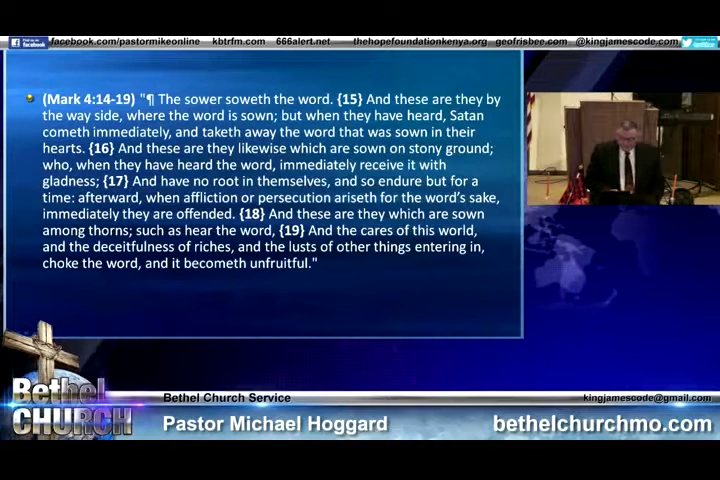 Find us on facebook facebook.com/pastormikeonline kbtrfm.com 666alert.net thehopefoundationkenya.org geofrisbee.com @kingjamescode.com twitter
(Mark 4:14-19) "¶ The sower soweth the word. {15} And these are they by
the way side, where the word is sown; but when they have heard, Satan
cometh immediately, and taketh away the word that was sown in their
hearts. {16} And these are they likewise which are sown on stony ground;
who, when they have heard the word, immediately receive it with
gladness; {17} And have no root in themselves, and so endure but for a
time: afterward, when affliction or persecution ariseth for the word's sake,
immediately they are offended. {18} And these are they which are sown
among thorns; such as hear the word, {19} And the cares of this world,
and the deceitfulness of riches, and the lusts of other things entering in,
choke the word, and it becometh unfruitful."
Bethel
CHURCH
Bethel Church Service
kingjamescode@gmail.com
Pastor Michael Hoggard
bethelchurchmo.com